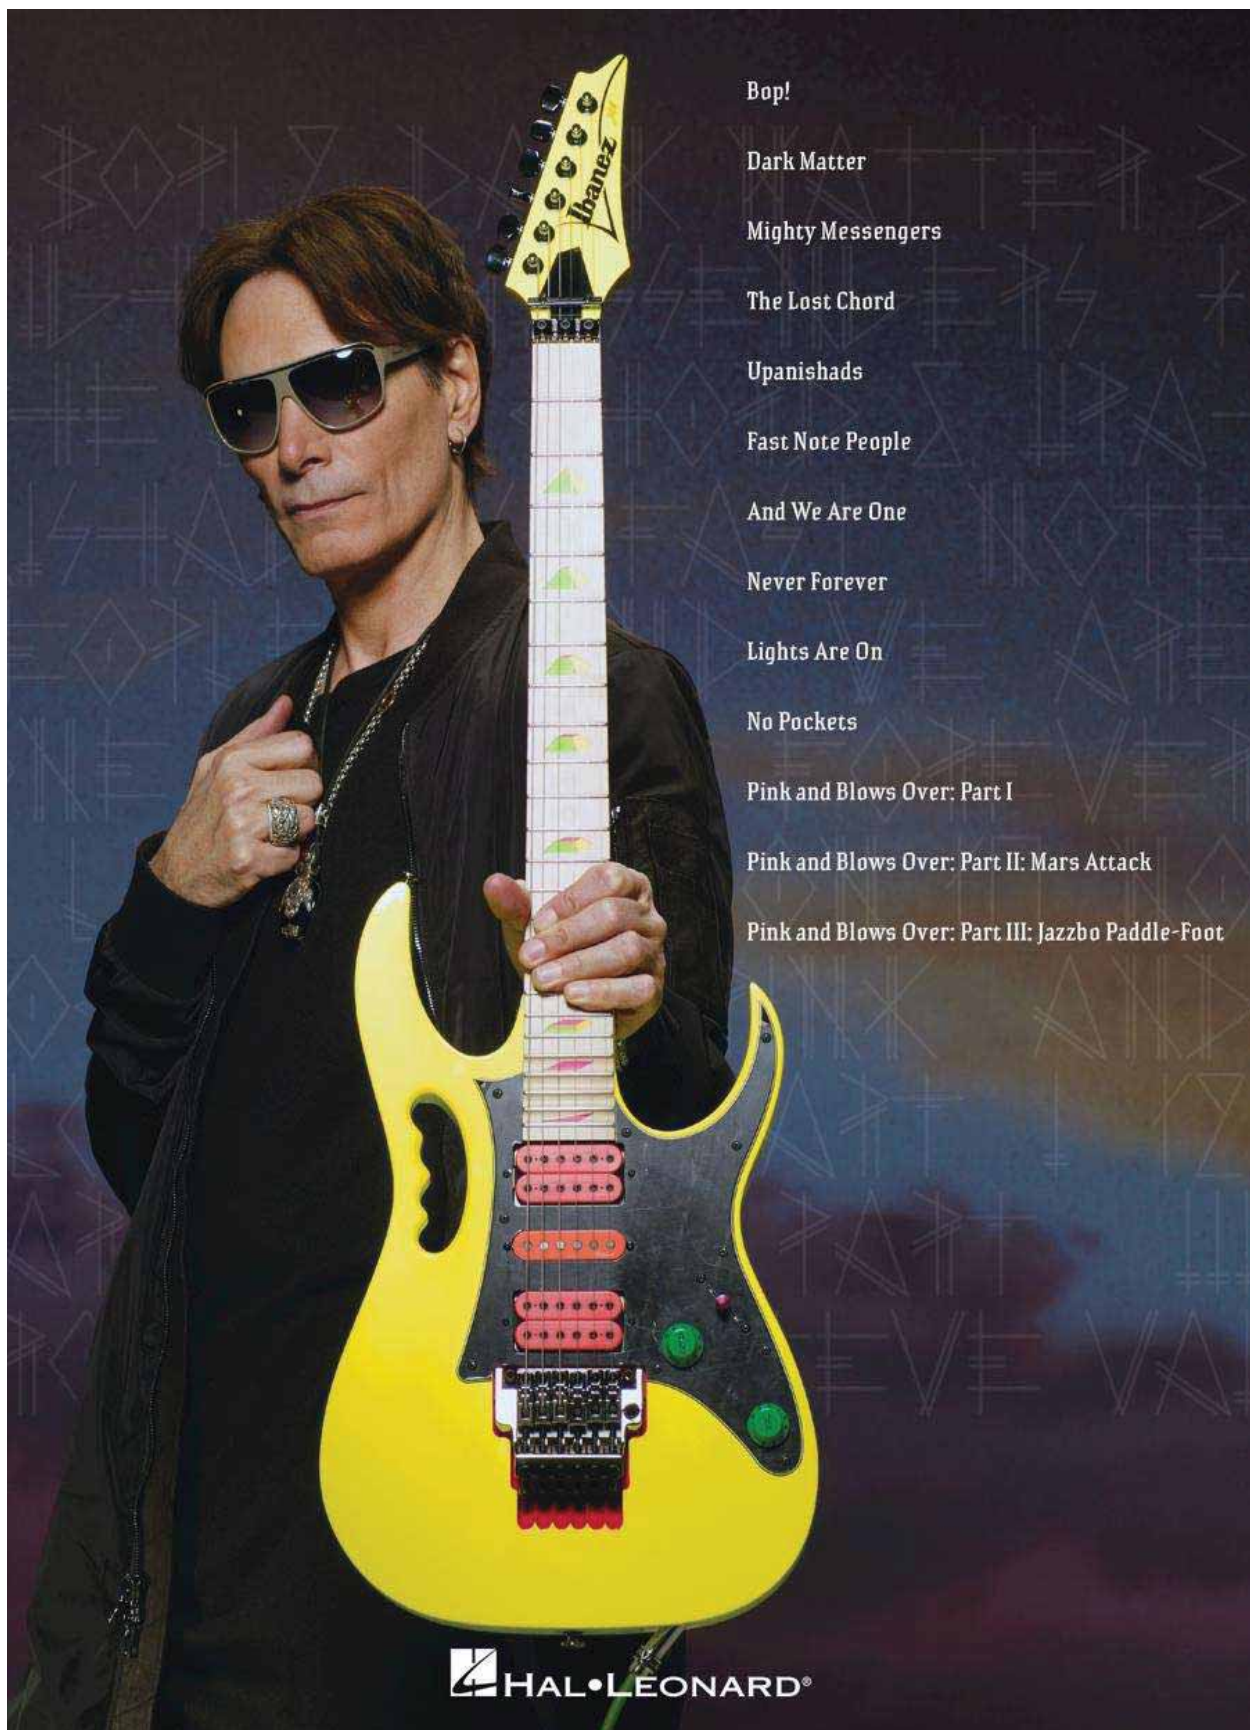 Ibanez
Bop!
Dark Matter
Mighty Messengers
The Lost Chord
Upanishads
Fast Note People
And We Are One
Never Forever
Lights Are On
No Pockets
Pink and Blows Over: Part I
Pink and Blows Over: Part II: Mars Attack
Pink and Blows Over: Part III: Jazzbo Paddle-Foot
HAL•LEONARD®